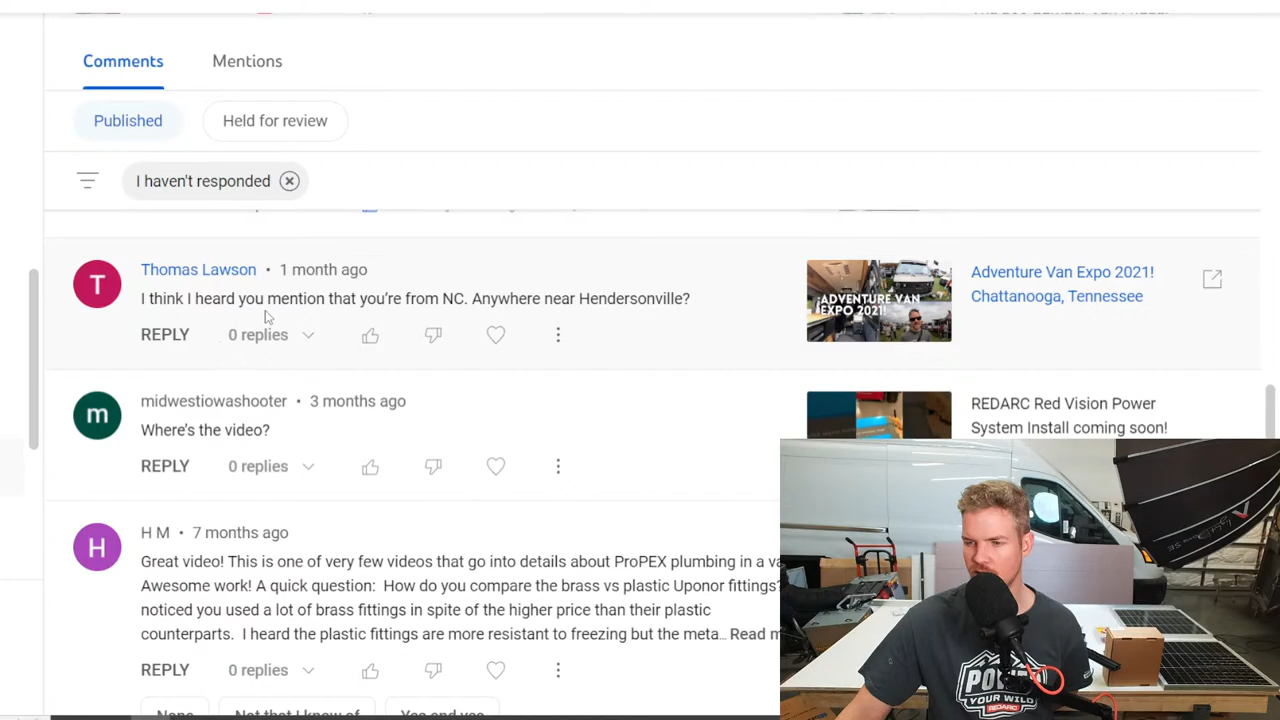 Comments
Mentions
Published
Held for review
I haven't responded
T
Thomas Lawson • 1 month ago
I think I heard you mention that you're from NC. Anywhere near Hendersonville?
REPLY
0 replies
ADVENTURE VAN
EXPO 2021!
Adventure Van Expo 2021!
Chattanooga, Tennessee
m
midwestiowashooter • 3 months ago
Where's the video?
REPLY
0 replies
REDARC Red Vision Power
System Install coming soon!
H
H M • 7 months ago
Great video! This is one of very few videos that go into details about ProPEX plumbing in a va
Awesome work! A quick question: How do you compare the brass vs plastic Uponor fittings?
noticed you used a lot of brass fittings in spite of the higher price than their plastic
counterparts. I heard the plastic fittings are more resistant to freezing but the meta... Read m
REPLY
0 replies
YOUR WILD
REDARC